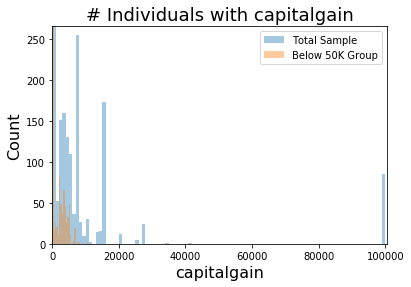 # Individuals with capitalgain
Total Sample
Below 50K Group
Count
250
200
150
100
50
0
0 20000 40000 60000 80000 100000
capitalgain